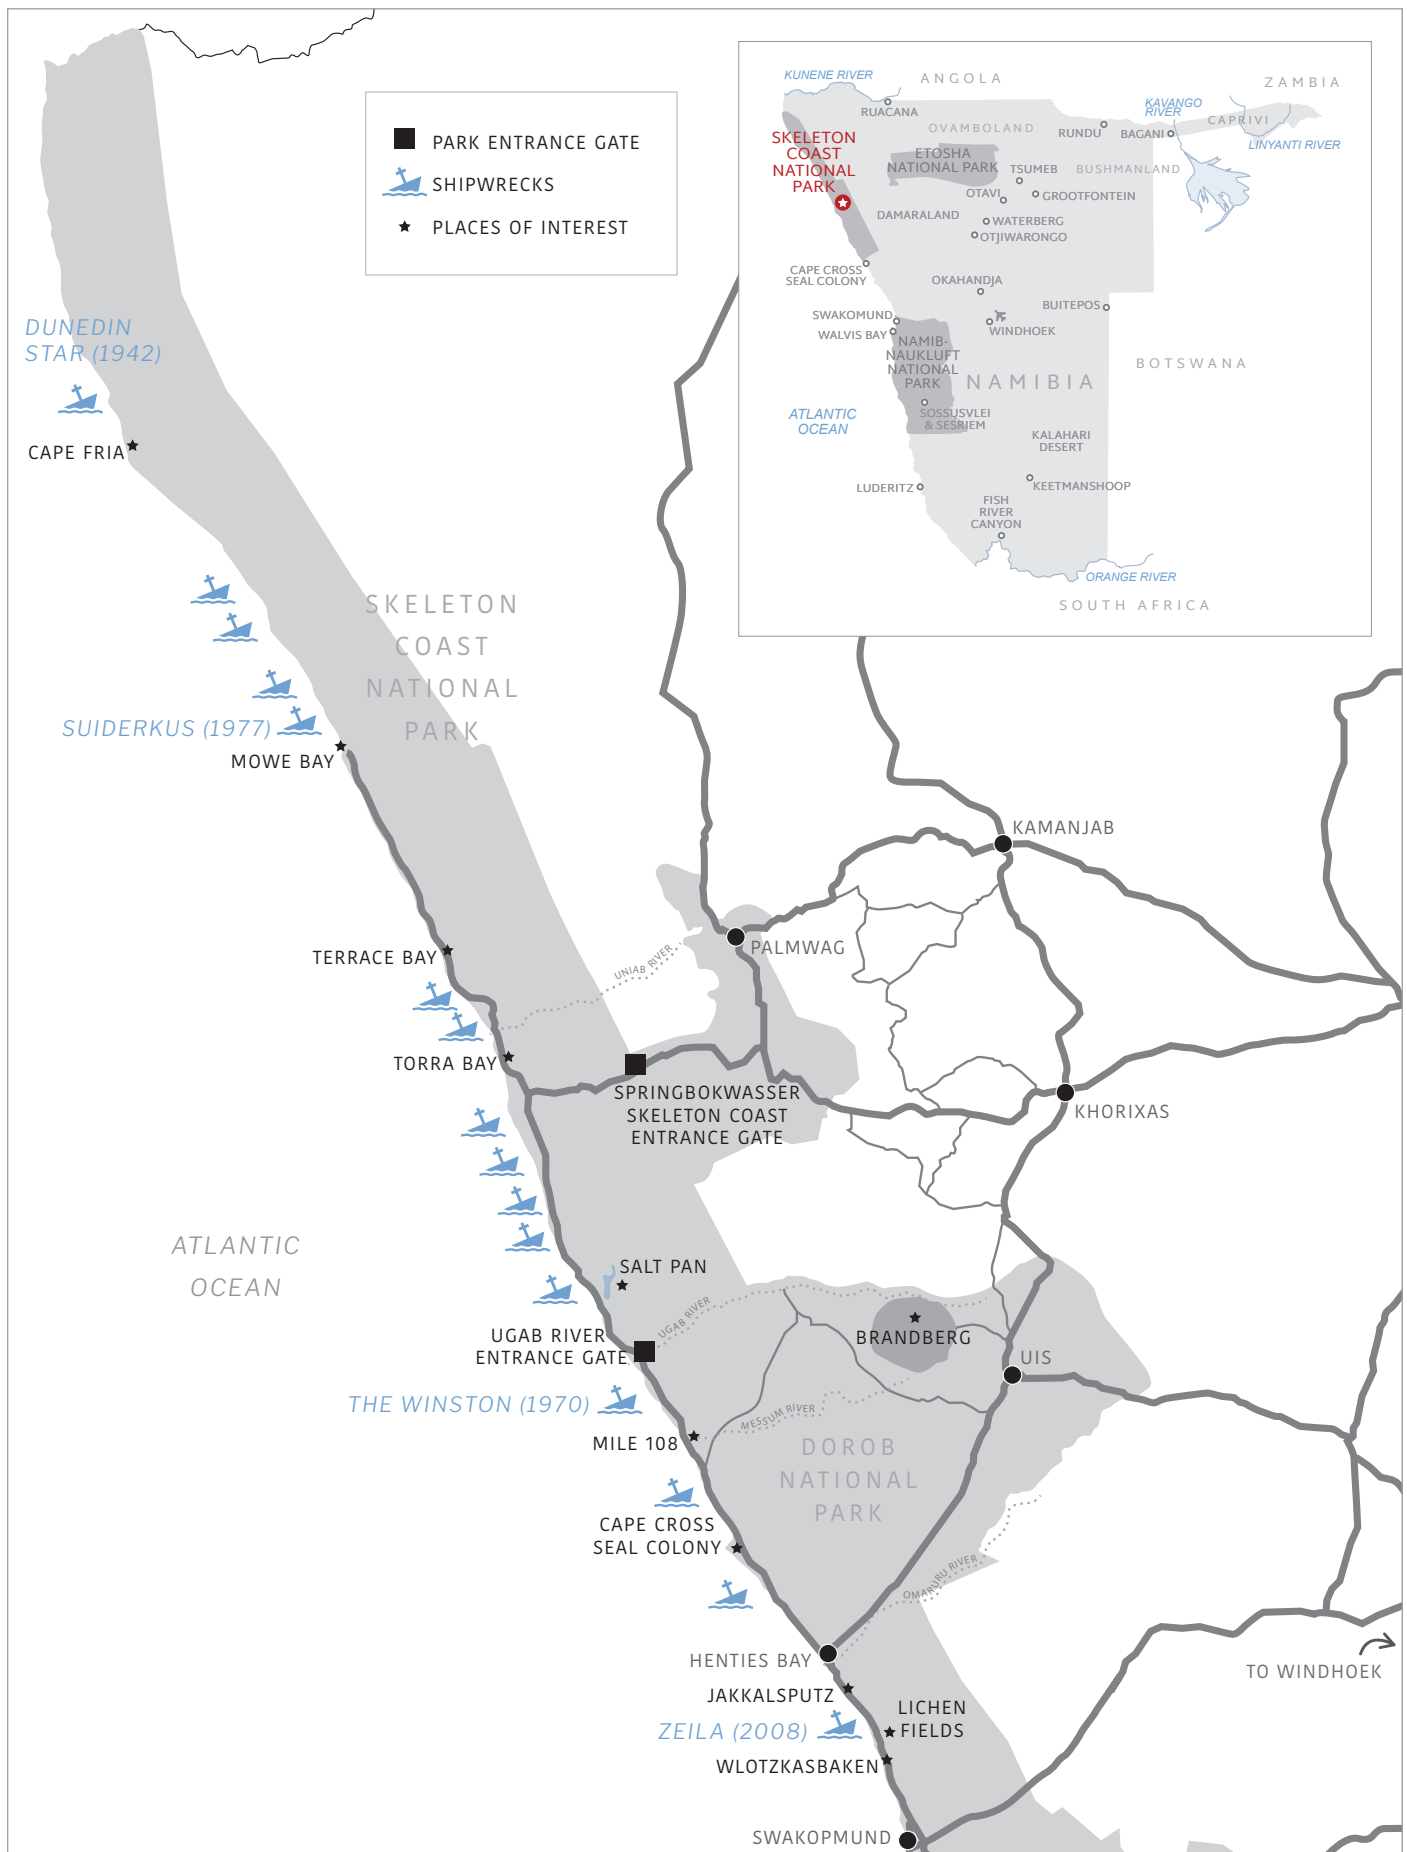 PARK ENTRANCE GATE
SHIPWRECKS
PLACES OF INTEREST
KUNENE RIVER
ANGOLA
ZAMBIA
RUACANA
OVAMBOLAND
RUNDU
KAVANGO
RIVER
BAGANI
CAPRIVI
LINYANTI RIVER
SKELETON
COAST
NATIONAL
PARK
ETOSHA
NATIONAL PARK
TSUMEB
BUSHMANLAND
OTAVI
GROOTFONTEIN
DAMARALAND
WATERBERG
OTJIWARONGO
CAPE CROSS
SEAL COLONY
OKAHANDJA
BUITEPOS
SWAKOMUND
WALVIS BAY
WINDHOEK
NAMIB-
NAUKLUFT
NATIONAL
PARK
NAMIBIA
BOTSWANA
ATLANTIC
OCEAN
SOSSUSVLEI
& SESRIEM
KALAHARI
DESERT
LUDERITZ
KEETMANSHOOP
FISH
RIVER
CANYON
ORANGE RIVER
SOUTH AFRICA
DUNEDIN
STAR (1942)
CAPE FRIA
SKELETON
COAST
NATIONAL
PARK
SUIDERKUS (1977)
MOWE BAY
KAMANJAB
PALMWAG
TERRACE BAY
UNIAB RIVER
TORRA BAY
SPRINGBOKWASSER
SKELETON COAST
ENTRANCE GATE
KHORIXAS
ATLANTIC
OCEAN
SALT PAN
UGAB RIVER
UGAB RIVER
ENTRANCE GATE
BRANDBERG
UIS
THE WINSTON (1970)
MESSUM RIVER
MILE 108
DOROB
NATIONAL
PARK
CAPE CROSS
SEAL COLONY
OMARURU RIVER
HENTIES BAY
TO WINDHOEK
JAKKALSPUTZ
LICHEN
FIELDS
ZEILA (2008)
WLOTZKASBAKEN
SWAKOPMUND